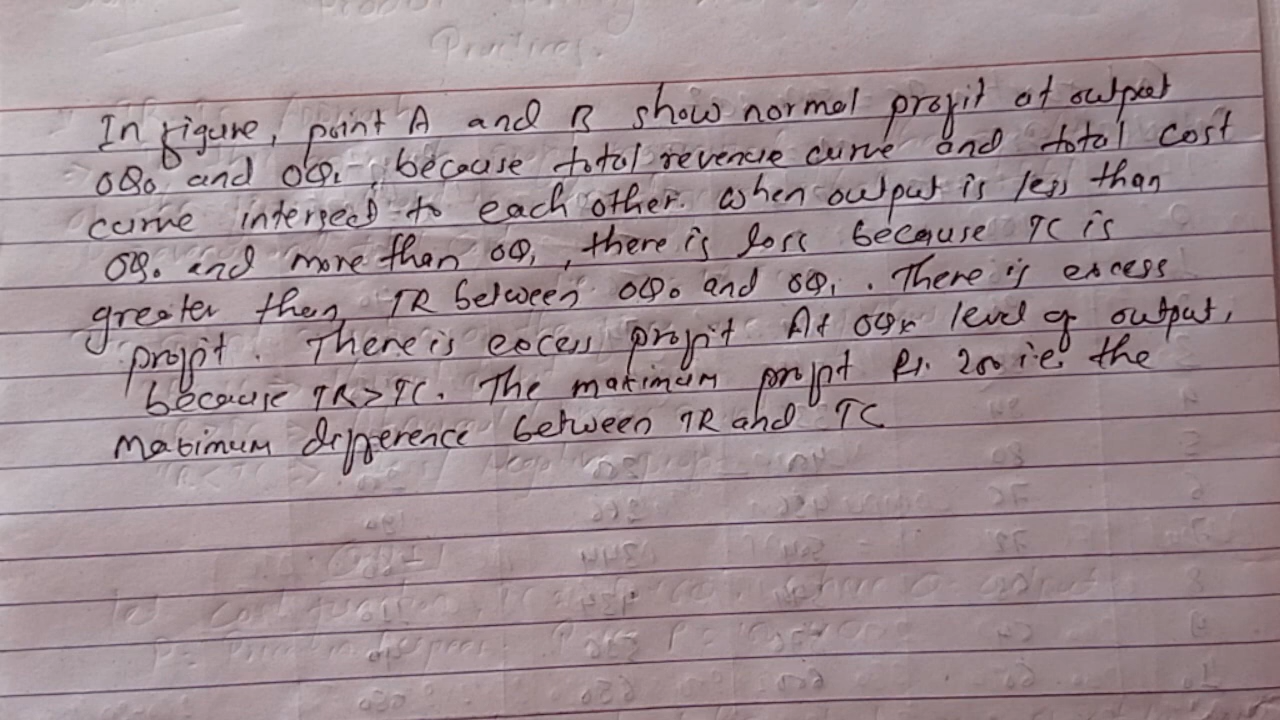 In figure, point A and B show normal profit at output
OQ₀ and OQ₁, because total revenue curve and total cost
curve intersect to each other. When output is less than
OQ₀ and more than OQ₁, there is loss because TC is
greater then TR between OQ₀ and OQ₁. There is excess
profit. There is excess profit At OQx level of output,
because TR>TC. The maximum profit Rs. 200 i.e. the
Maximum difference between TR and TC